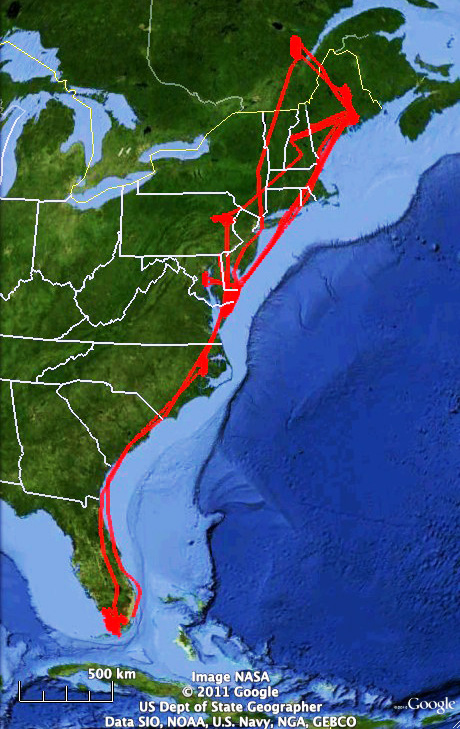 500 km
Image NASA
© 2011 Google
US Dept of State Geographer
Data SIO, NOAA, U.S. Navy, NGA, GEBCO
Google